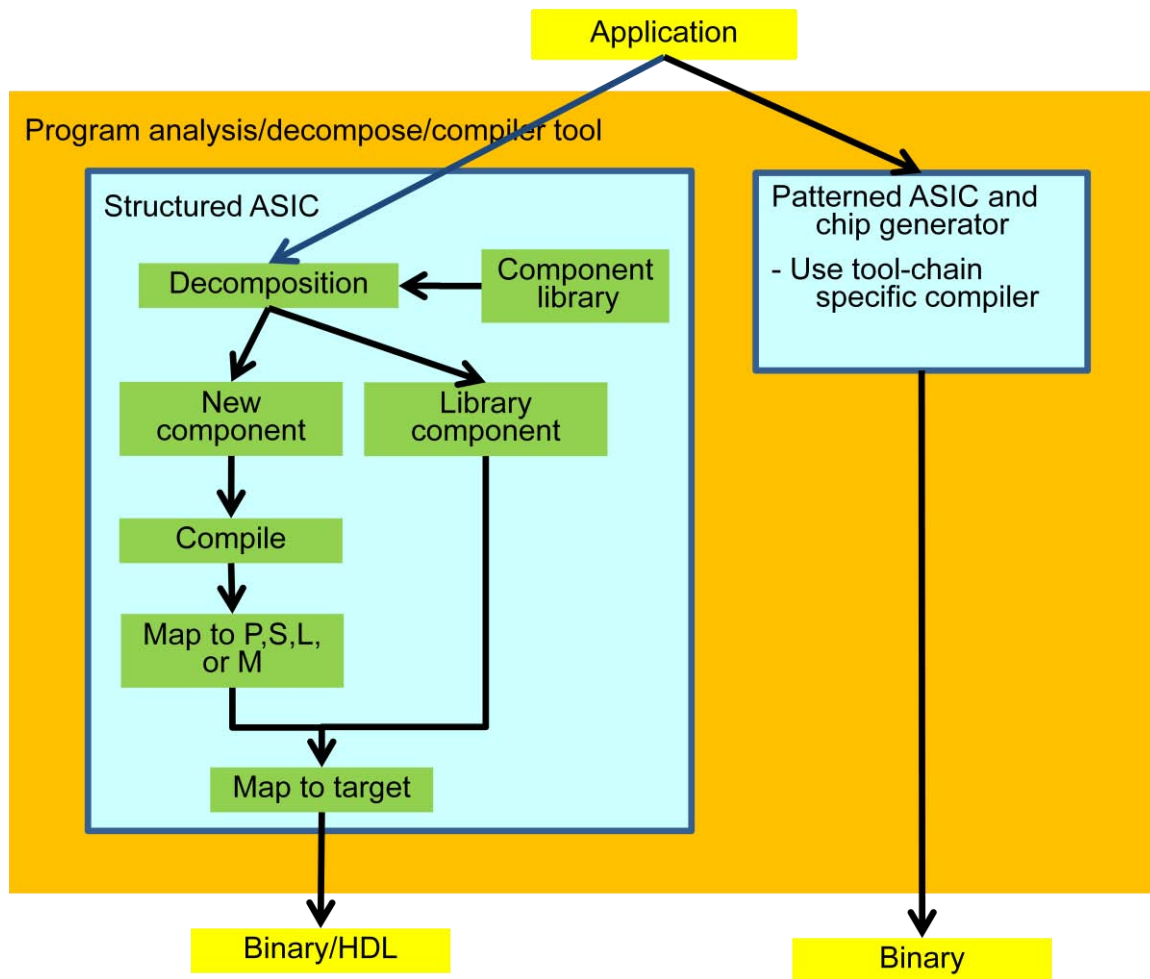 Application
Program analysis/decompose/compiler tool
Structured ASIC
Decomposition
Component
library
New
component
Library
component
Compile
Map to P,S,L,
or M
Map to target
Patterned ASIC and
chip generator
- Use tool-chain
specific compiler
Binary/HDL
Binary